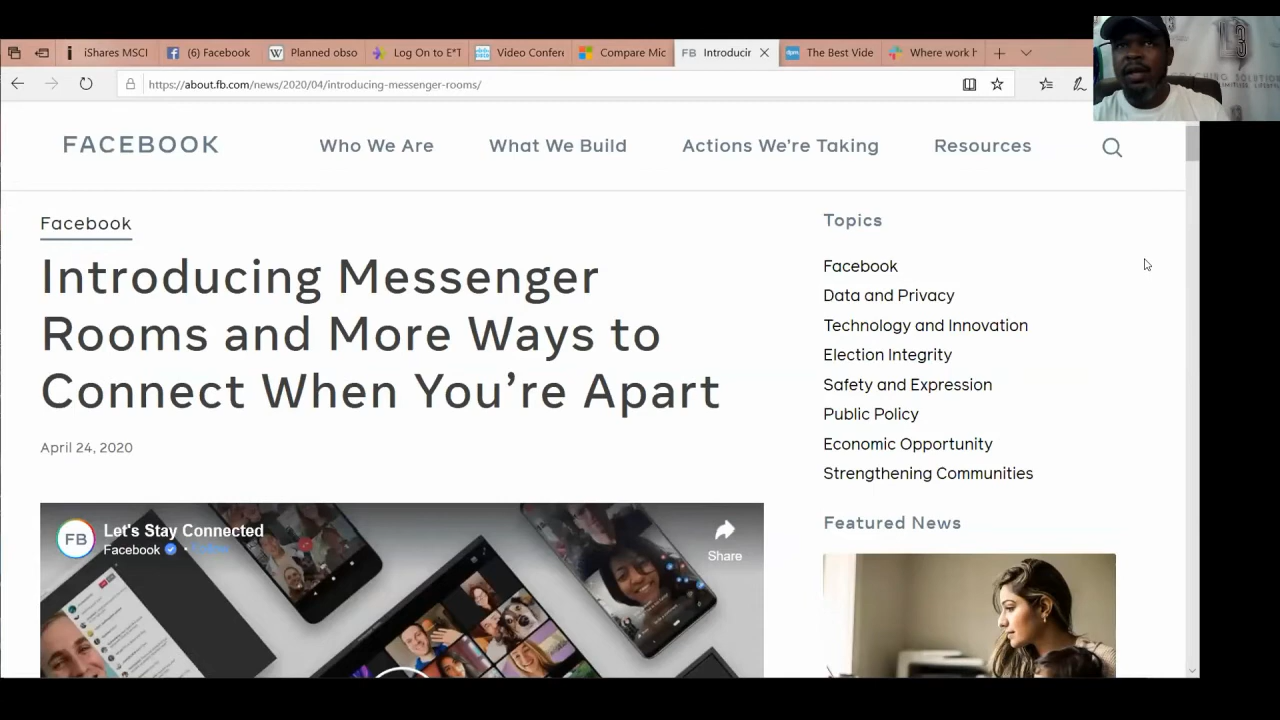 iShares MSCI
(6) Facebook
Planned obso
Log On to E*T
Video Confere
Compare Mic
FB Introducir
The Best Vide
Where work h
https://about.fb.com/news/2020/04/introducing-messenger-rooms/
FACEBOOK
Who We Are
What We Build
Actions We're Taking
Resources
Facebook
Introducing Messenger
Rooms and More Ways to
Connect When You're Apart
April 24, 2020
FB
Let's Stay Connected
Facebook
Share
Topics
Facebook
Data and Privacy
Technology and Innovation
Election Integrity
Safety and Expression
Public Policy
Economic Opportunity
Strengthening Communities
Featured News